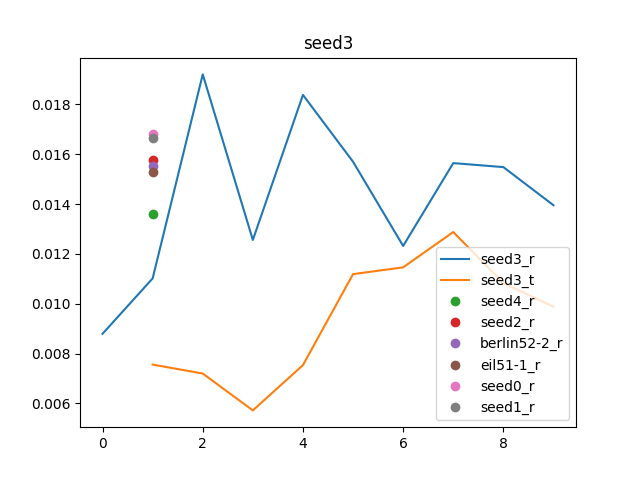 seed3
0.018
0.016
0.014
0.012
0.010
0.008
0.006
0 2 4 6 8
seed3_r
seed3_t
seed4_r
seed2_r
berlin52-2_r
eil51-1_r
seed0_r
seed1_r